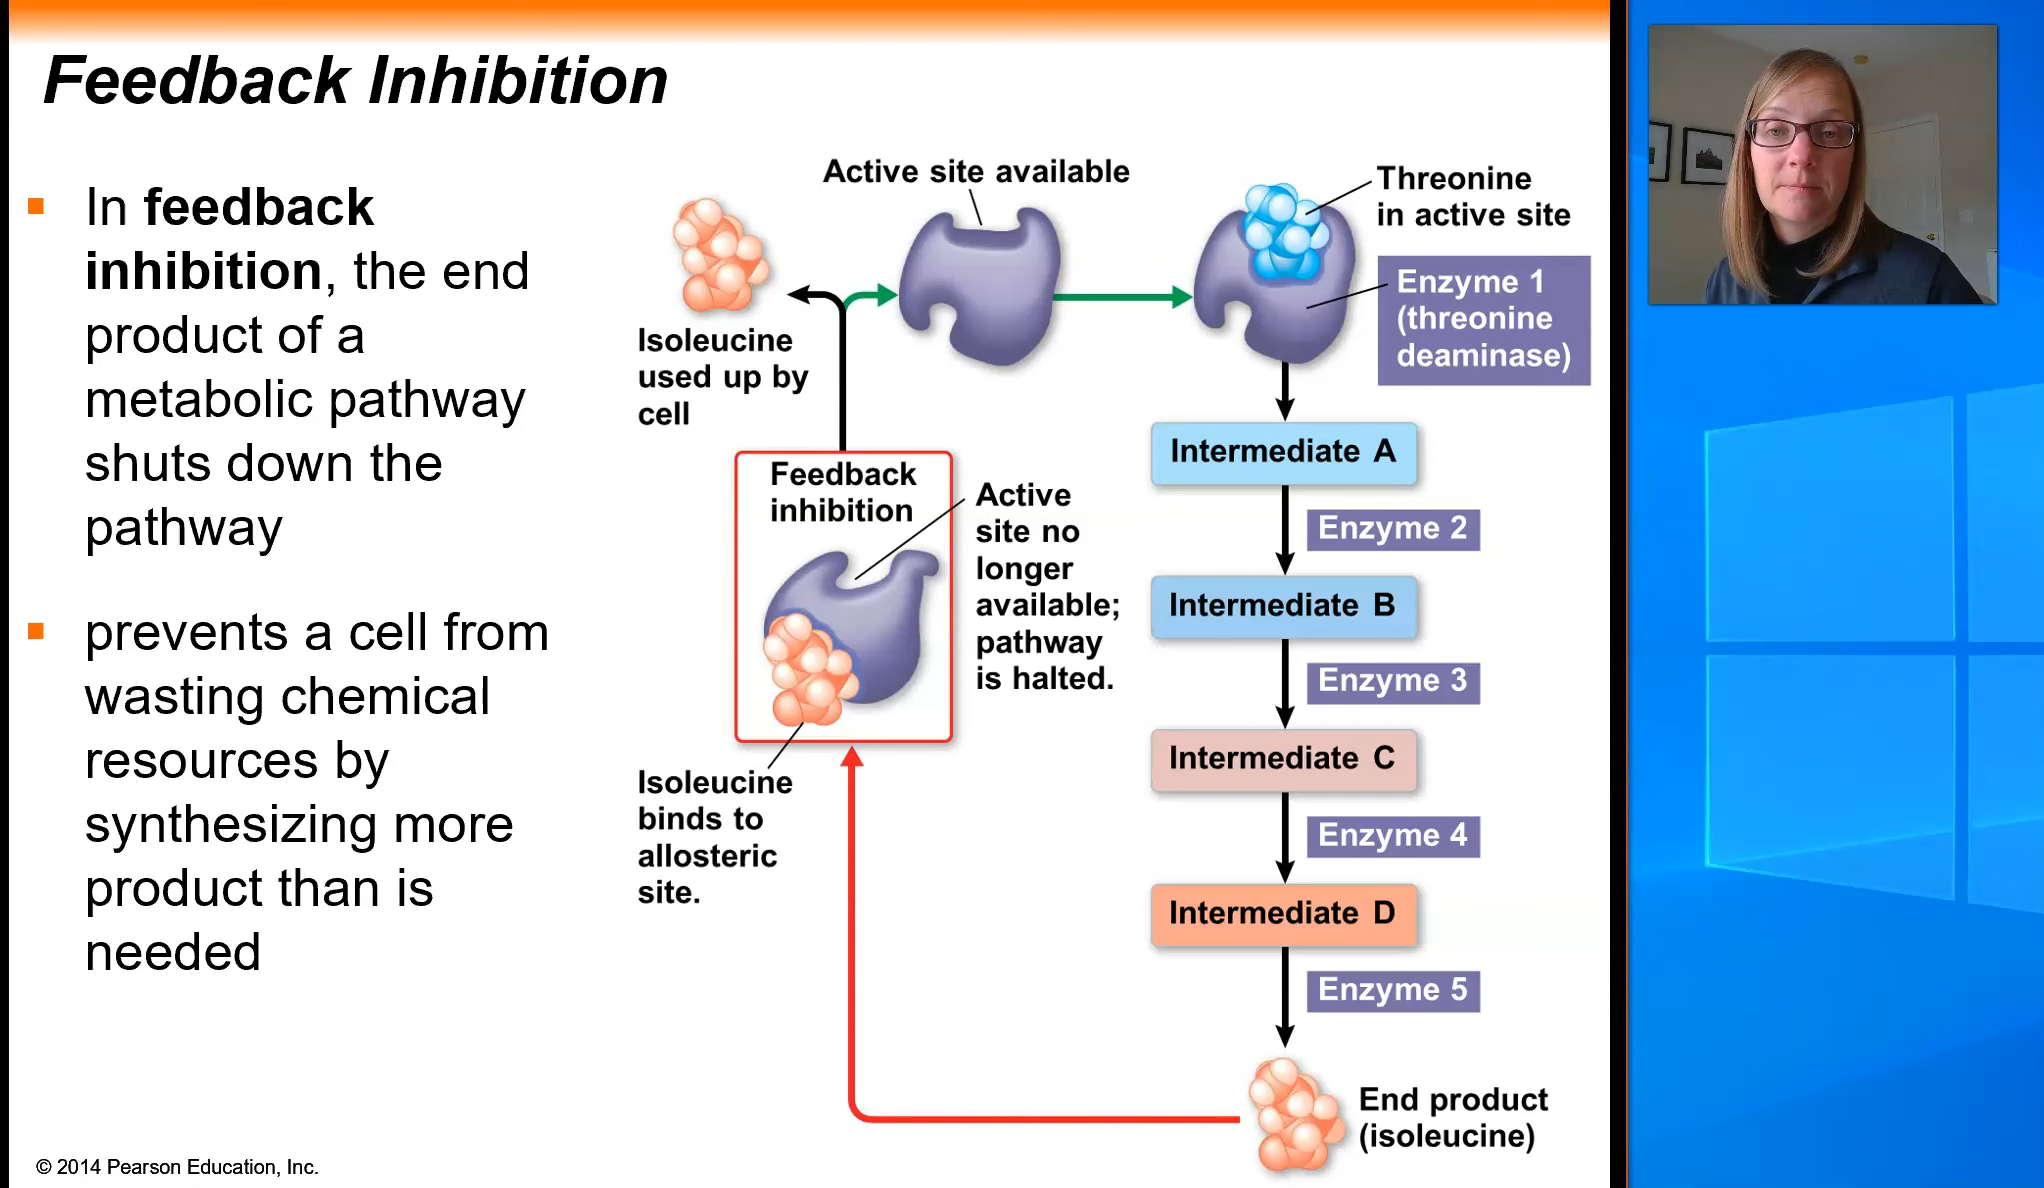 Feedback Inhibition
In feedback
inhibition, the end
product of a
metabolic pathway
shuts down the
pathway
prevents a cell from
wasting chemical
resources by
synthesizing more
product than is
needed
Active site available
Threonine
in active site
Enzyme 1
(threonine
deaminase)
Isoleucine
used up by
cell
Feedback
inhibition
Active
site no
longer
available;
pathway
is halted.
Isoleucine
binds to
allosteric
site.
Intermediate A
Enzyme 2
Intermediate B
Enzyme 3
Intermediate C
Enzyme 4
Intermediate D
Enzyme 5
End product
(isoleucine)
© 2014 Pearson Education, Inc.